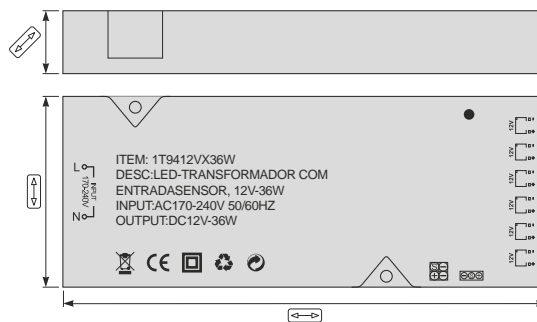 ITEM: 1T9412VX36W
DESC:LED-TRANSFORMADOR COM
ENTRADASENSOR, 12V-36W
INPUT:AC170-240V 50/60HZ
OUTPUT:DC12V-36W
L
N
INPUT
170-240V
CE
12V
12V
12V
12V
12V
12V